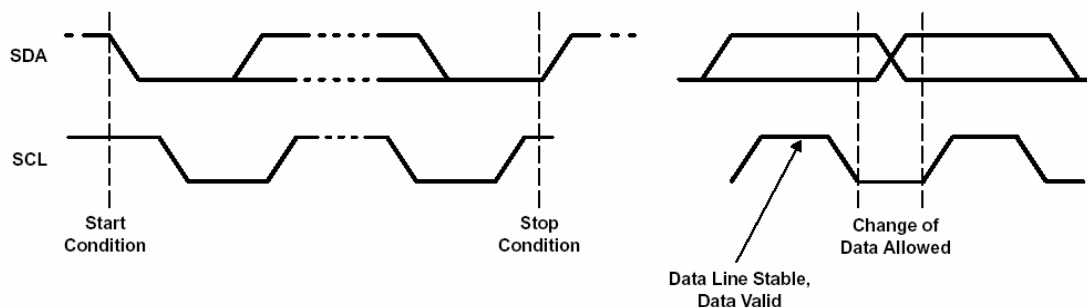 SDA
SCL
Start
Condition
Stop
Condition
Change of
Data Allowed
Data Line Stable,
Data Valid